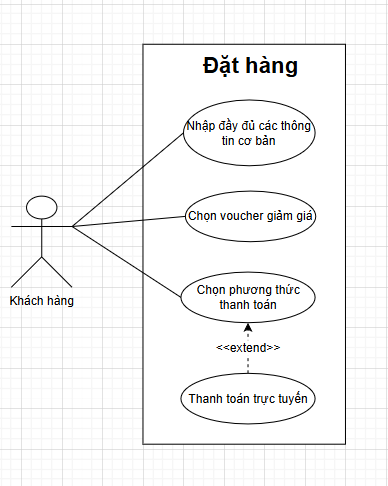 Đặt hàng
Nhập đầy đủ các thông
tin cơ bản
Chọn voucher giảm giá
Chọn phương thức
thanh toán
Khách hàng
<<extend>>
Thanh toán trực tuyến